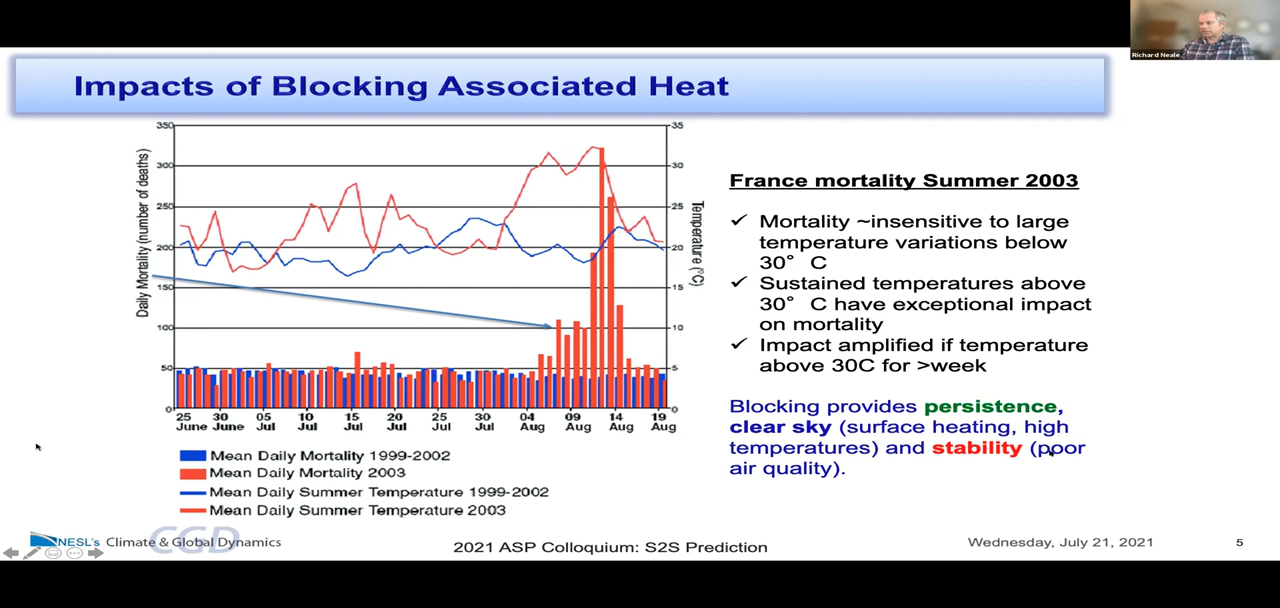 Richard Neale
Impacts of Blocking Associated Heat
350
300
250
200
150
100
50
0
Daily Mortality (number of deaths)
35
30
25
20
15
10
5
0
Temperature (°C)
25 June
30 June
05 Jul
10 Jul
15 Jul
20 Jul
25 Jul
30 Jul
04 Aug
09 Aug
14 Aug
19 Aug
Mean Daily Mortality 1999-2002
Mean Daily Mortality 2003
Mean Daily Summer Temperature 1999-2002
Mean Daily Summer Temperature 2003
France mortality Summer 2003
✓ Mortality ~insensitive to large
temperature variations below
30° C
✓ Sustained temperatures above
30° C have exceptional impact
on mortality
✓ Impact amplified if temperature
above 30C for >week
Blocking provides persistence,
clear sky (surface heating, high
temperatures) and stability (poor
air quality).
NESL's Climate & Global Dynamics
CGD
2021 ASP Colloquium: S2S Prediction
Wednesday, July 21, 2021
5